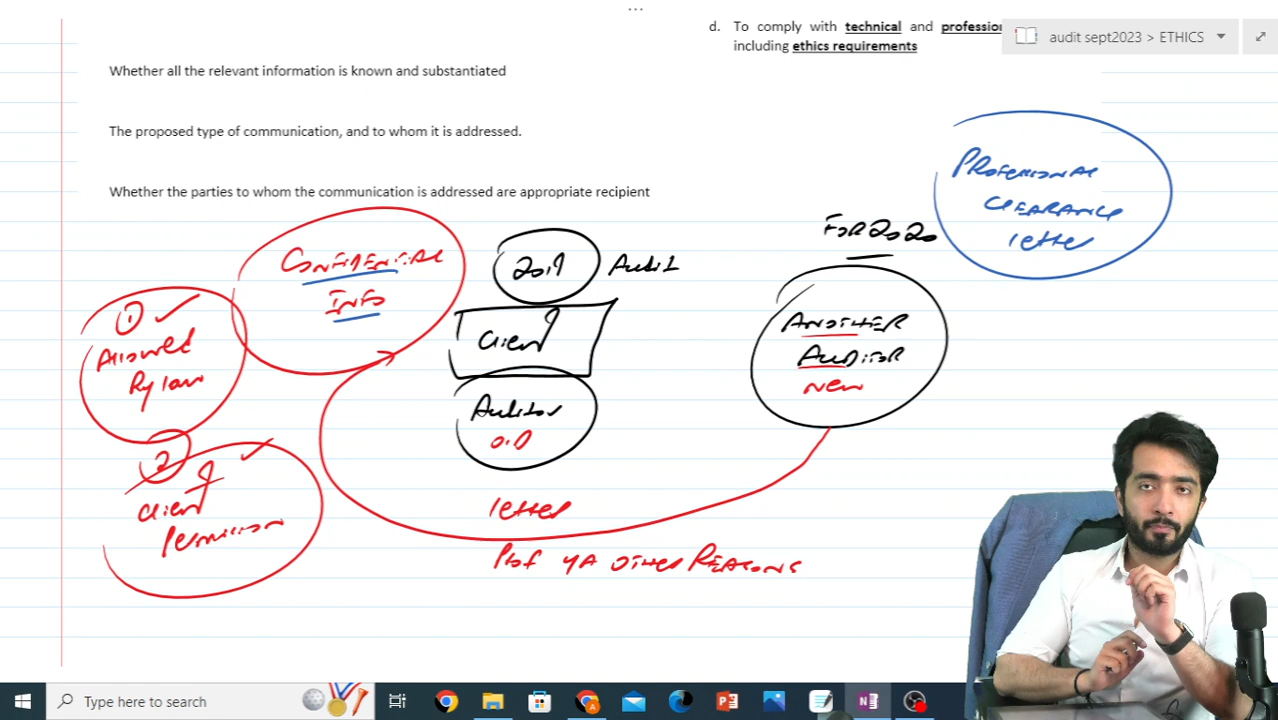 ...
d. To comply with technical and profession
including ethics requirements
audit sept2023 > ETHICS
Whether all the relevant information is known and substantiated
The proposed type of communication, and to whom it is addressed.
Whether the parties to whom the communication is addressed are appropriate recipient
PROFESSIONAL
CLEARANCE
letter
FOR 2020
CONFIDENTIAL
INFO
2019 Audit
Client
ANOTHER
AUDITOR
NEW
1
Allowed
By law
Auditor
old
2
Client
Permission
letter
Prof YA OTHER REASONS
Type here to search